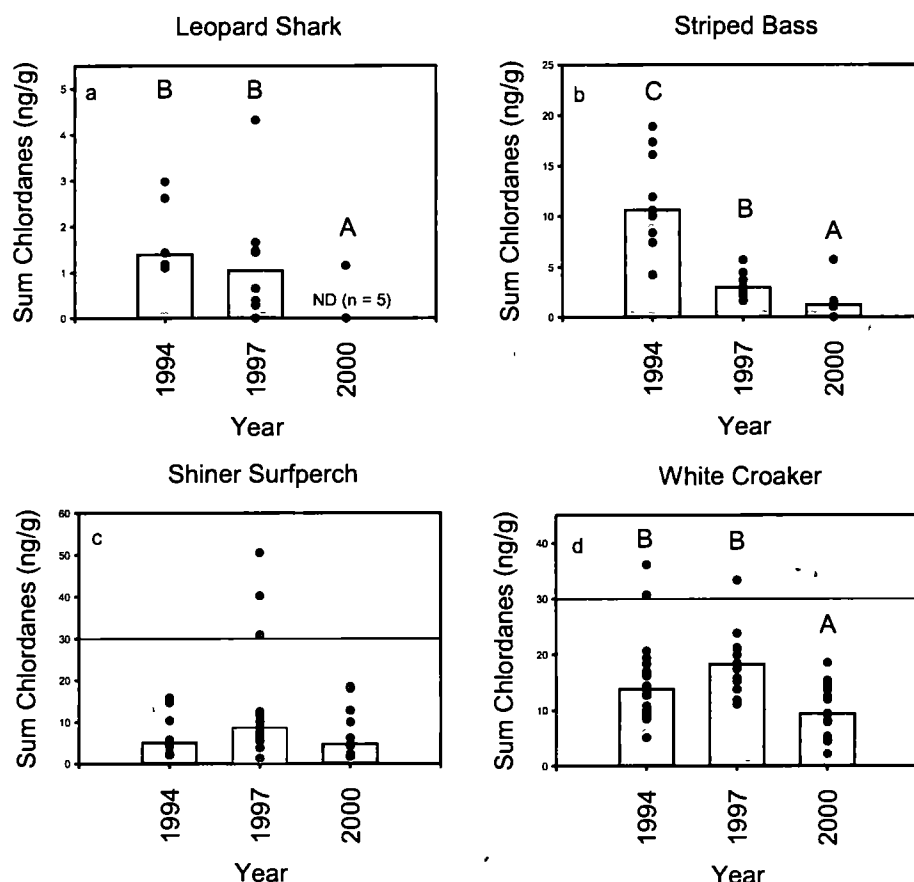 Leopard Shark
Sum Chlordanes (ng/g)
a
5
4
3
2
1
0
B
B
A
ND (n = 5)
1994
1997
2000
Year
Striped Bass
Sum Chlordanes (ng/g)
b
25
20
15
10
5
0
C
B
A
1994
1997
2000
Year
Shiner Surfperch
Sum Chlordanes (ng/g)
c
60
50
40
30
20
10
0
1994
1997
2000
Year
White Croaker
Sum Chlordanes (ng/g)
d
40
30
20
10
0
B
B
A
1994
1997
2000
Year